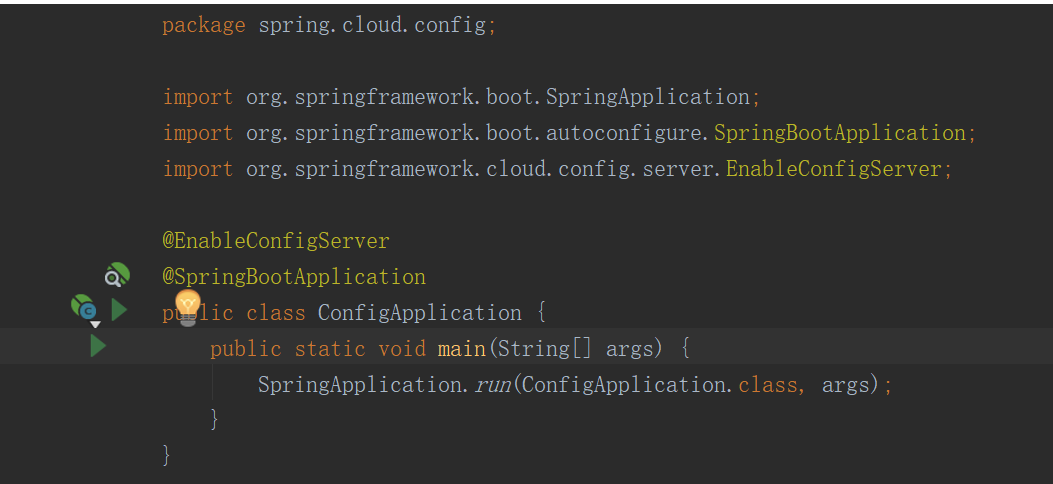 package spring.cloud.config;
import org.springframework.boot.SpringApplication;
import org.springframework.boot.autoconfigure.SpringBootApplication;
import org.springframework.cloud.config.server.EnableConfigServer;
@EnableConfigServer
@SpringBootApplication
public class ConfigApplication {
public static void main(String[] args) {
SpringApplication.run(ConfigApplication.class, args);
}
}